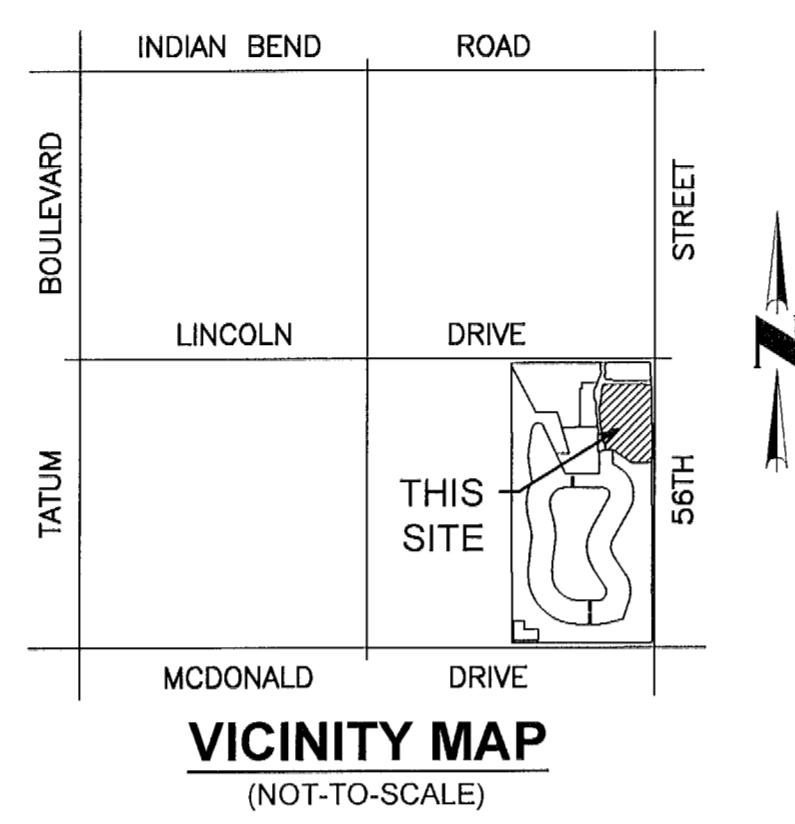 INDIAN BEND ROAD
BOULEVARD
STREET
LINCOLN DRIVE
N
TATUM
THIS
SITE
56TH
MCDONALD DRIVE
VICINITY MAP
(NOT-TO-SCALE)